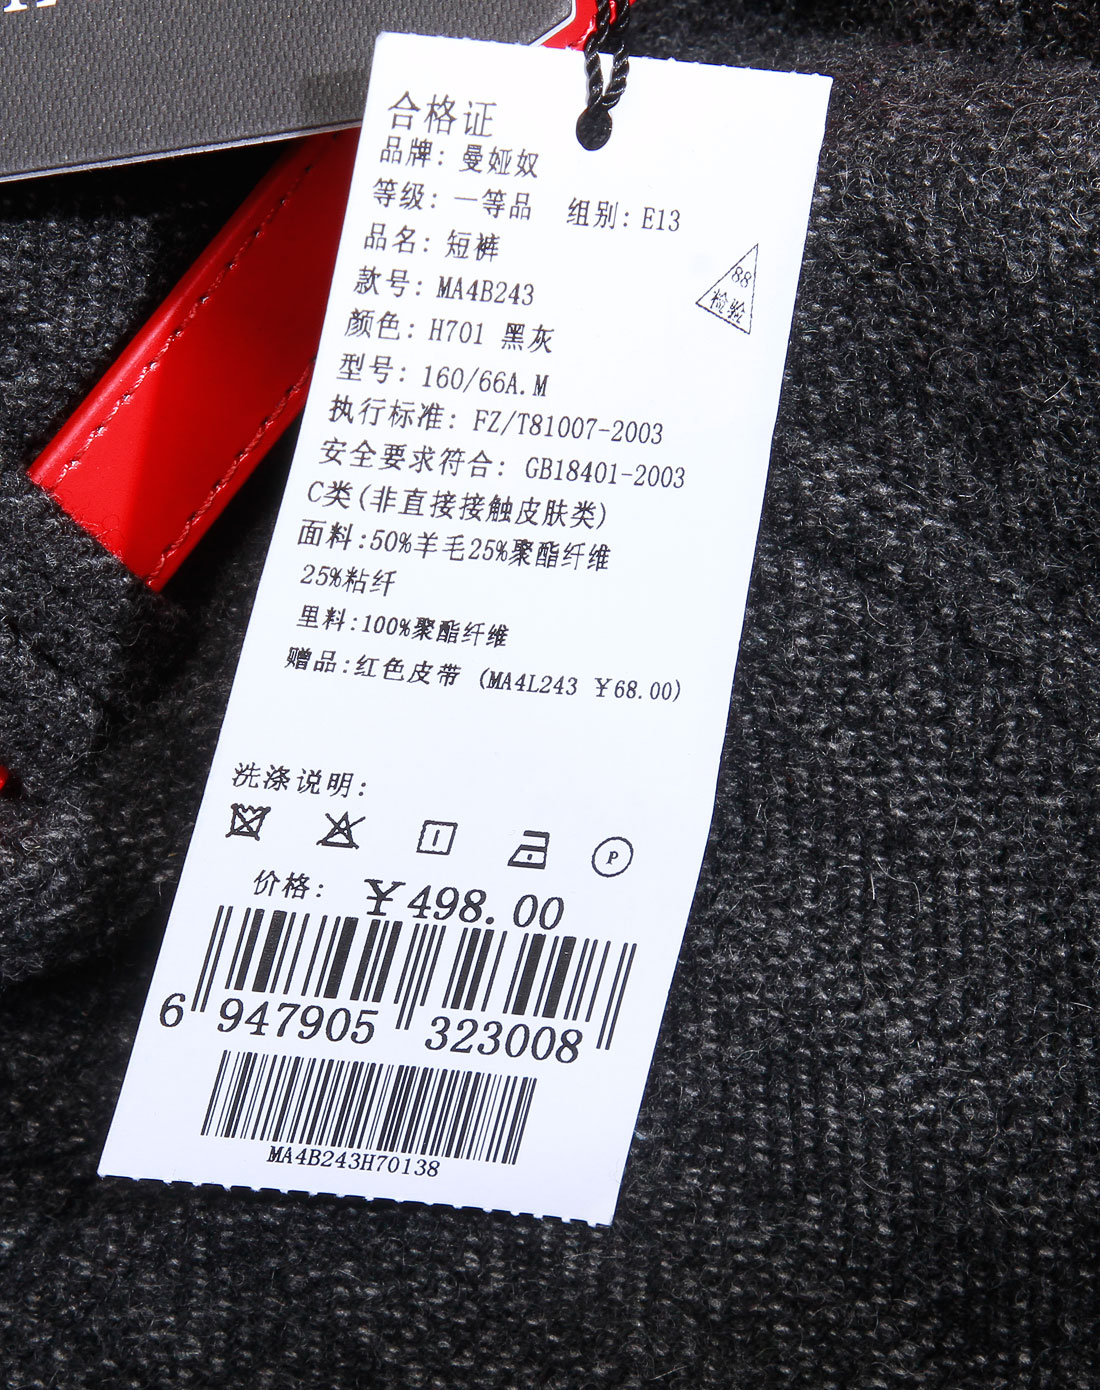 合格证
品牌: 曼娅奴
等级: 一等品 组别: E13
品名: 短裤
款号: MA4B243
88
检验
颜色: H701 黑灰
型号: 160/66A.M
执行标准: FZ/T81007-2003
安全要求符合: GB18401-2003
C类(非直接接触皮肤类)
面料:50%羊毛25%聚酯纤维
25%粘纤
里料:100%聚酯纤维
赠品:红色皮带 (MA4L243 ￥68.00)
洗涤说明:
P
价格: ￥498.00
6 947905 323008
MA4B243H70138